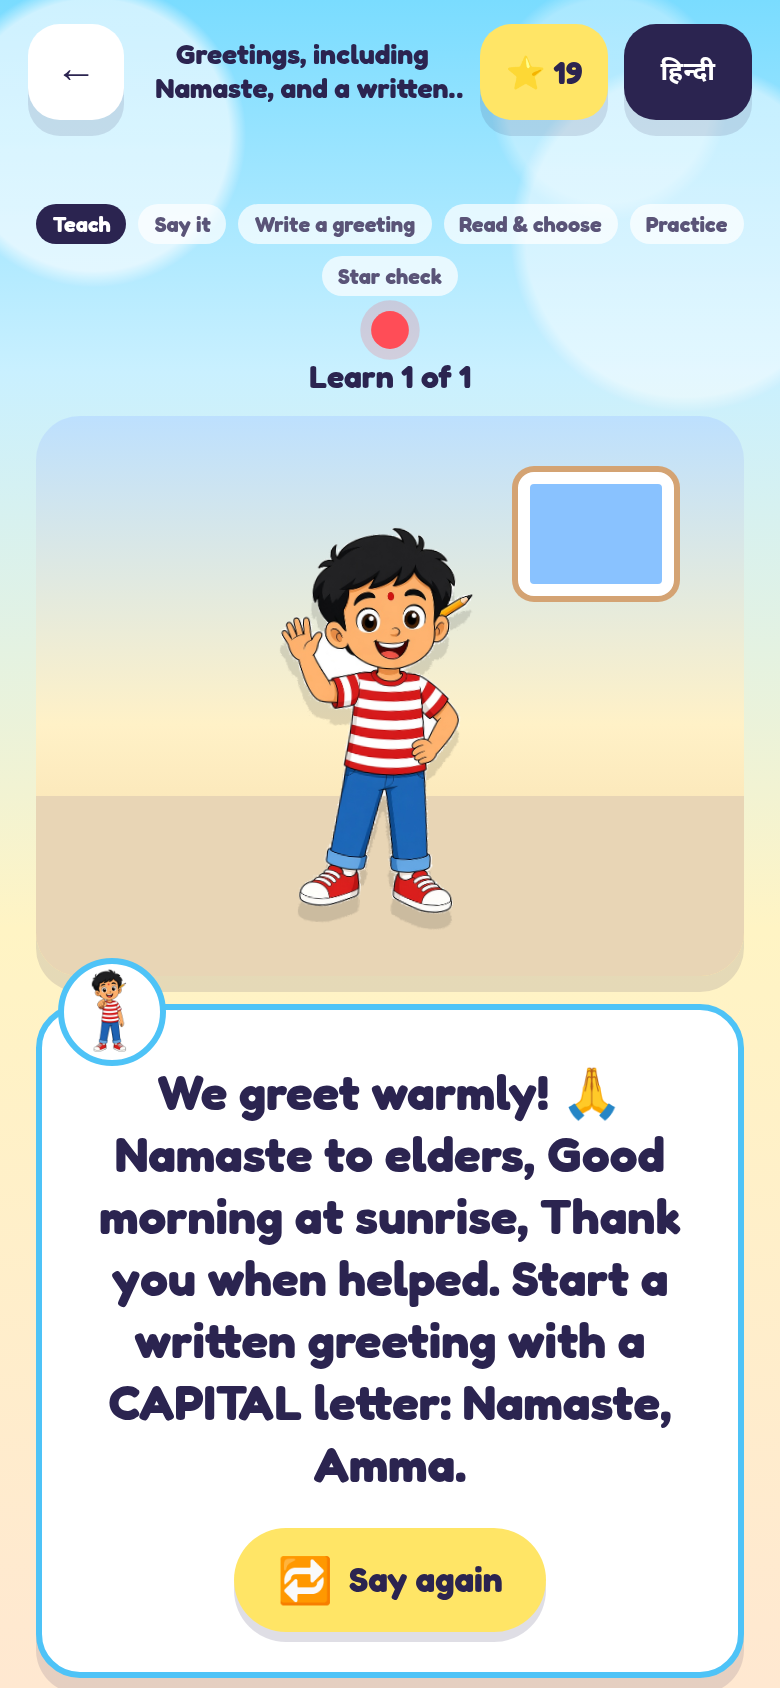 ←
Greetings, including
Namaste, and a written..
⭐ 19
हिन्दी
Teach
Say it
Write a greeting
Read & choose
Practice
Star check
Learn 1 of 1
We greet warmly! 🙏
Namaste to elders, Good
morning at sunrise, Thank
you when helped. Start a
written greeting with a
CAPITAL letter: Namaste,
Amma.
🔁 Say again